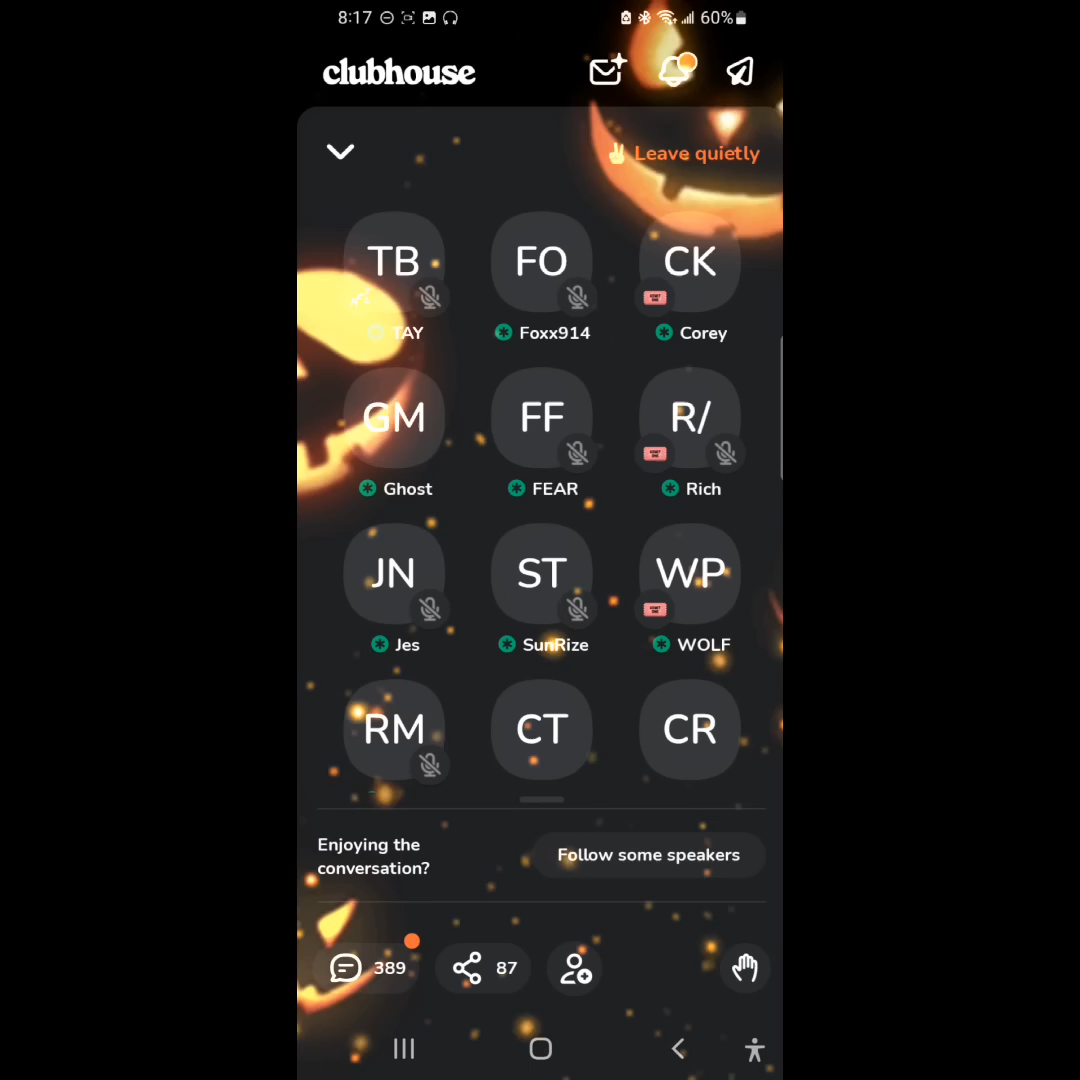 8:17 60%
clubhouse
Leave quietly
TB FO CK
TAY Foxx914 Corey
GM FF R/
Ghost FEAR Rich
JN ST WP
Jes SunRize WOLF
RM CT CR
Enjoying the
conversation?
Follow some speakers
389 87